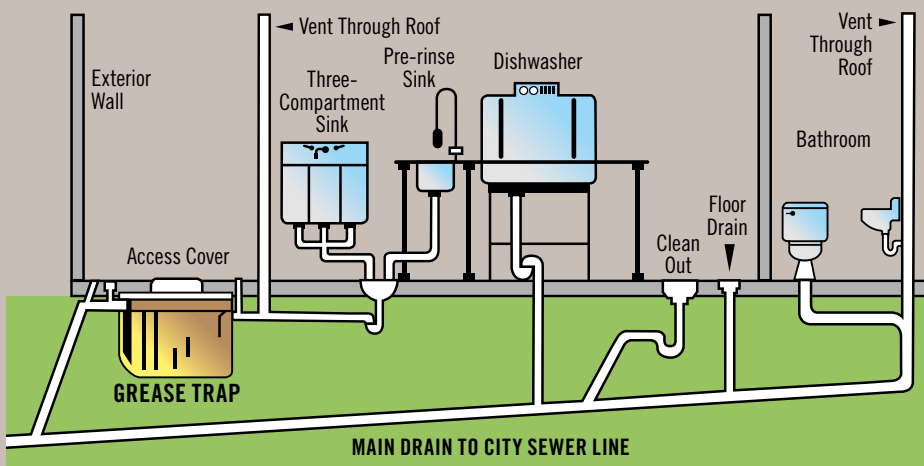 Vent Through Roof
Vent
Through
Roof
Exterior
Wall
Three-
Compartment
Sink
Pre-rinse
Sink
Dishwasher
Bathroom
Floor
Drain
Clean
Out
Access Cover
GREASE TRAP
MAIN DRAIN TO CITY SEWER LINE